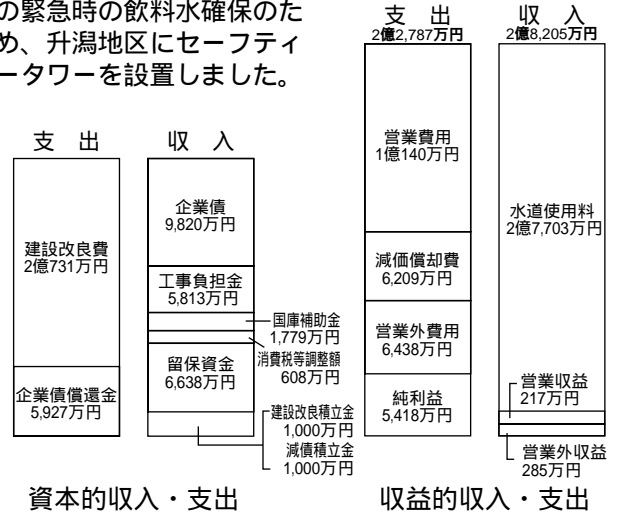 の緊急時の飲料水確保のた
め、升潟地区にセーフティ
ータワーを設置しました。
支 出
収 入
建設改良費
2億731万円
企業債償還金
5,927万円
企業債
9,820万円
工事負担金
5,813万円
国庫補助金
1,779万円
消費税等調整額
608万円
留保資金
6,638万円
建設改良積立金
1,000万円
減債積立金
1,000万円
資本的収入・支出
支 出
2億2,787万円
収 入
2億8,205万円
営業費用
1億140万円
減価償却費
6,209万円
営業外費用
6,438万円
純利益
5,418万円
水道使用料
2億7,703万円
営業収益
217万円
営業外収益
285万円
収益的収入・支出